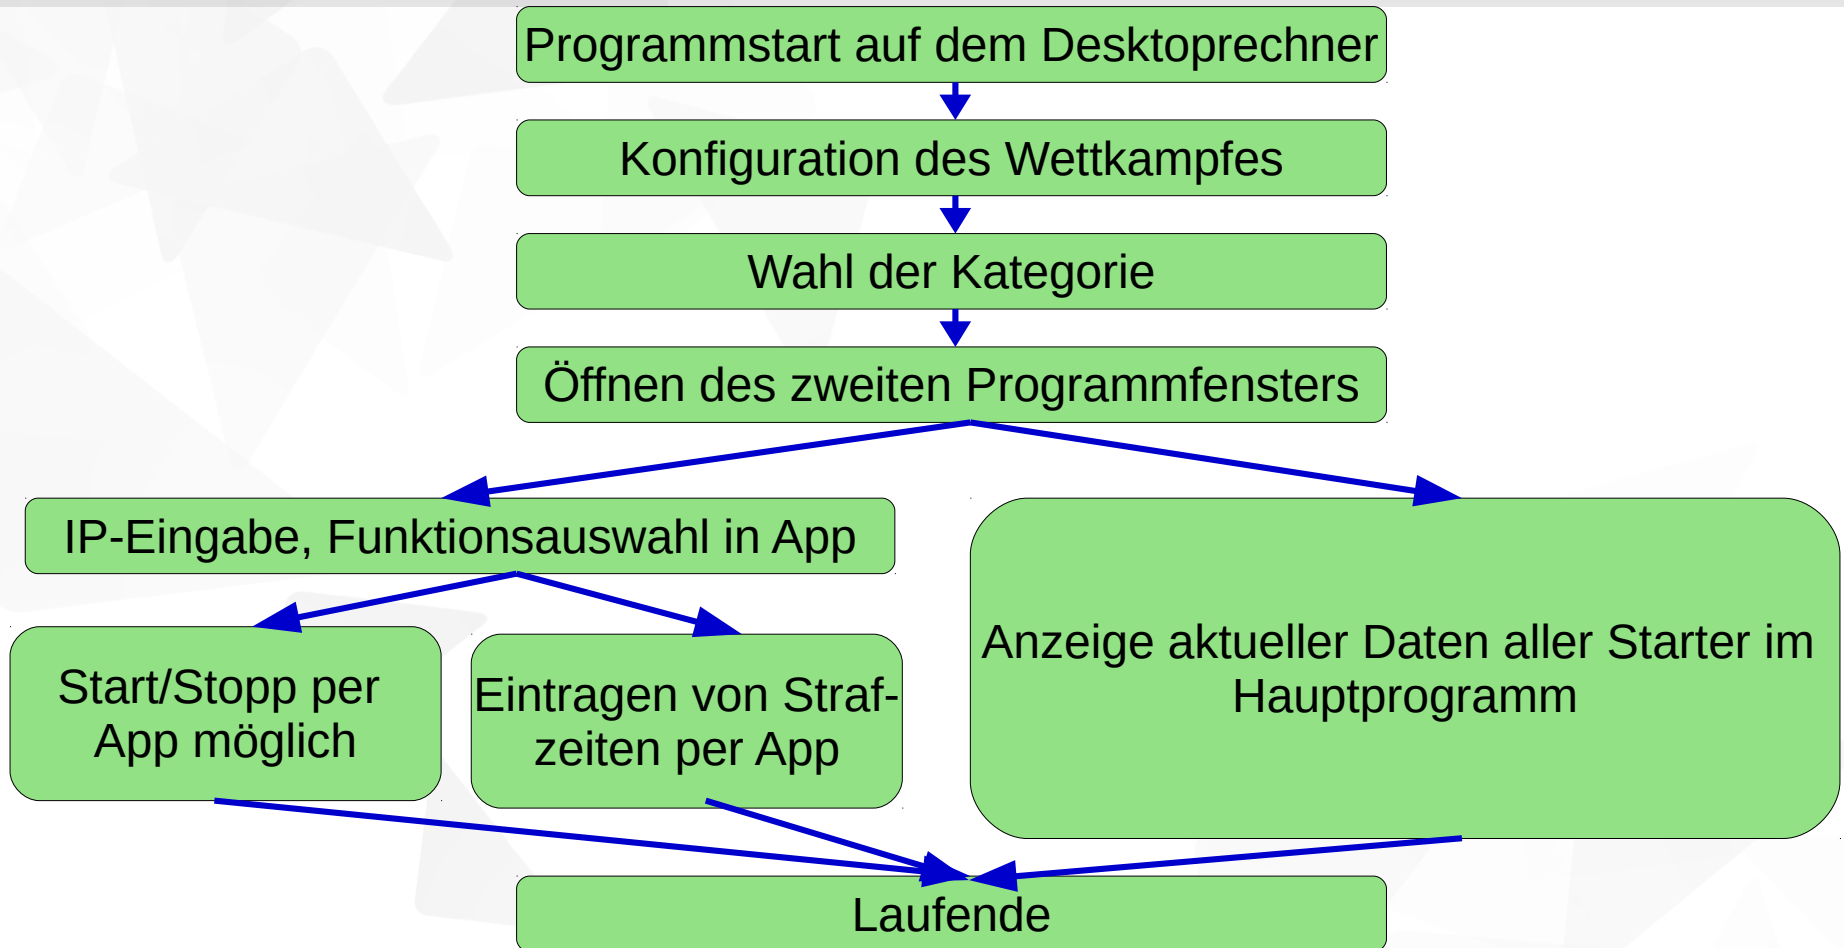 Programmstart auf dem Desktoprechner
Konfiguration des Wettkampfes
Wahl der Kategorie
Öffnen des zweiten Programmfensters
IP-Eingabe, Funktionsauswahl in App
Start/Stopp per
App möglich
Eintragen von Straf-
zeiten per App
Anzeige aktueller Daten aller Starter im
Hauptprogramm
Laufende